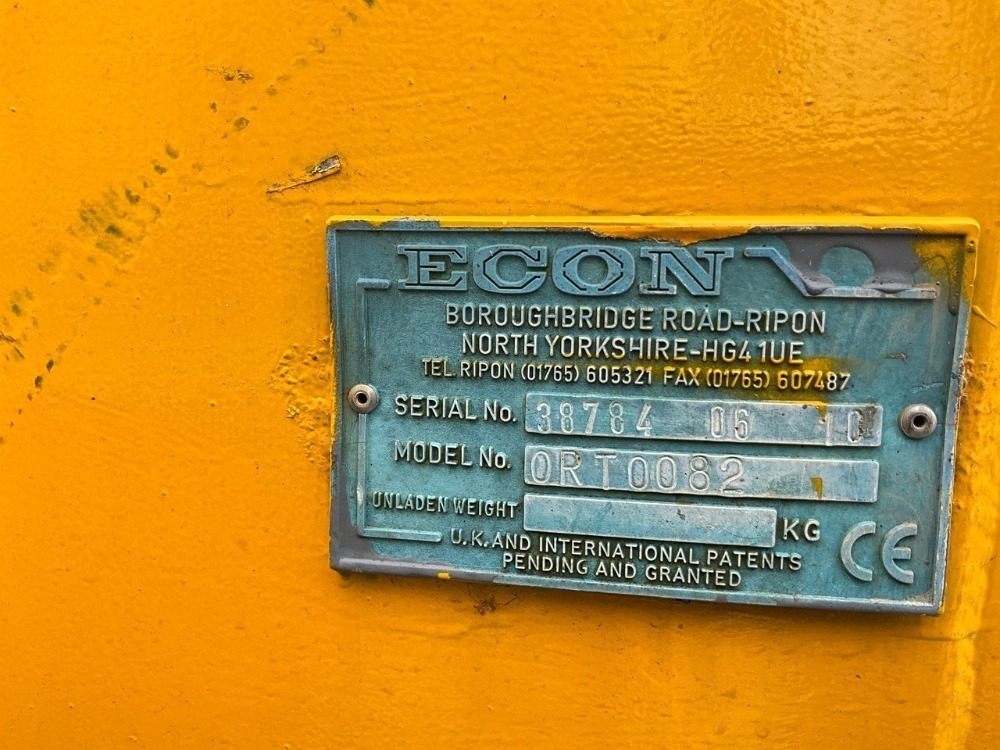 ECON
BOROUGHBRIDGE ROAD-RIPON
NORTH YORKSHIRE-HG4 1UE
TEL. RIPON (01765) 605321 FAX (01765) 607487
SERIAL No. 38784 06 10
MODEL No. ORT0082
UNLADEN WEIGHT KG
U.K. AND INTERNATIONAL PATENTS
PENDING AND GRANTED
CE